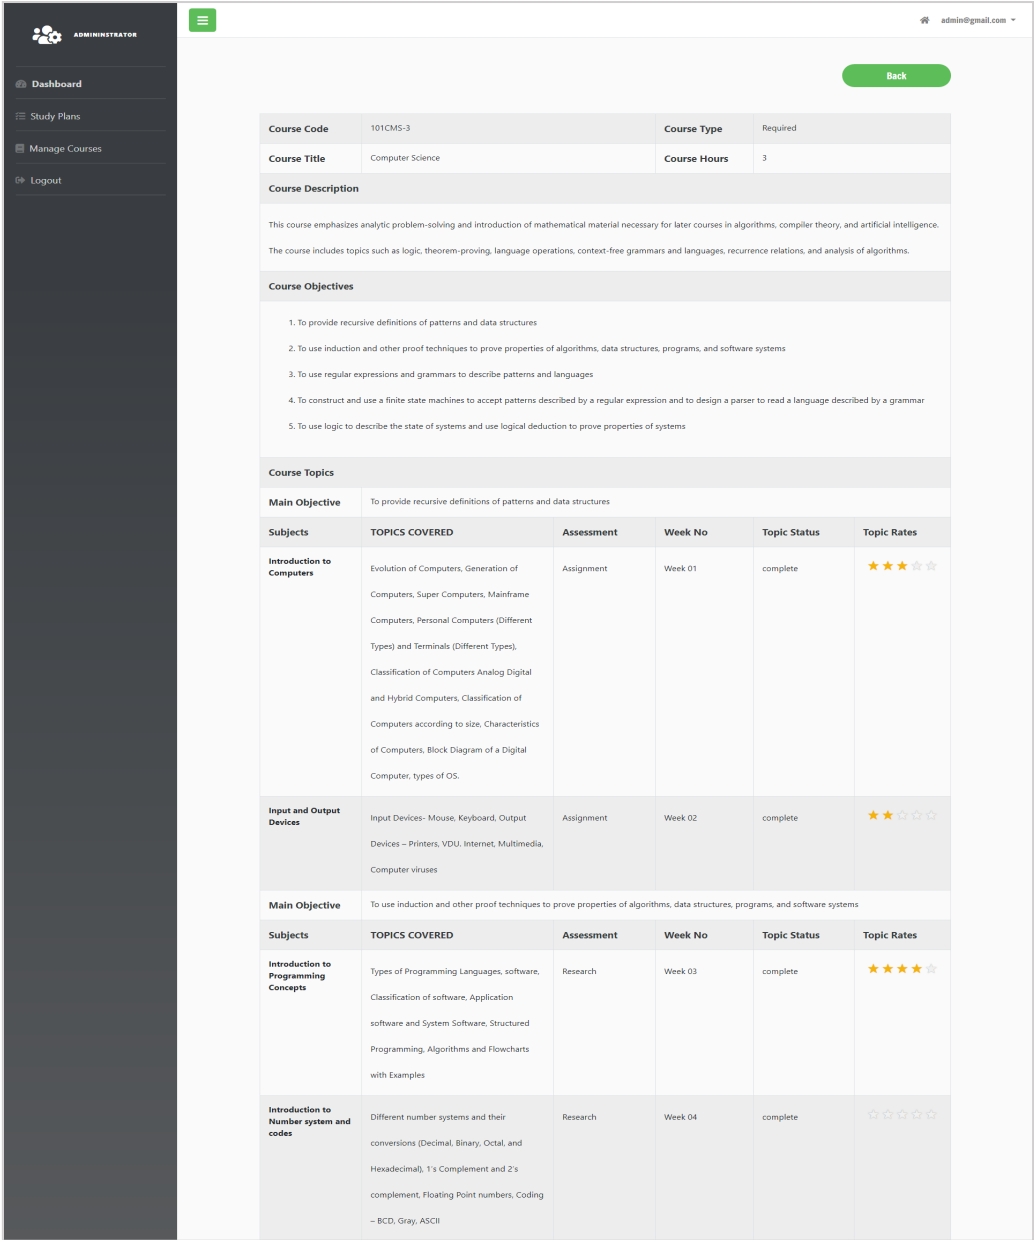 ADMININSTRATOR
admin@gmail.com
Dashboard
Study Plans
Manage Courses
Logout
Back
Course Code 101CMS-3 Course Type Required
Course Title Computer Science Course Hours 3
Course Description
This course emphasizes analytic problem-solving and introduction of mathematical material necessary for later courses in algorithms, compiler theory, and artificial intelligence.
The course includes topics such as logic, theorem-proving, language operations, context-free grammars and languages, recurrence relations, and analysis of algorithms.
Course Objectives
1. To provide recursive definitions of patterns and data structures
2. To use induction and other proof techniques to prove properties of algorithms, data structures, programs, and software systems
3. To use regular expressions and grammars to describe patterns and languages
4. To construct and use a finite state machines to accept patterns described by a regular expression and to design a parser to read a language described by a grammar
5. To use logic to describe the state of systems and use logical deduction to prove properties of systems
Course Topics
Main Objective To provide recursive definitions of patterns and data structures
Subjects TOPICS COVERED Assessment Week No Topic Status Topic Rates
Introduction to
Computers
Evolution of Computers, Generation of
Computers, Super Computers, Mainframe
Computers, Personal Computers (Different
Types) and Terminals (Different Types),
Classification of Computers Analog Digital
and Hybrid Computers, Classification of
Computers according to size, Characteristics
of Computers, Block Diagram of a Digital
Computer, types of OS.
Assignment Week 01 complete
Input and Output
Devices
Input Devices- Mouse, Keyboard, Output
Devices – Printers, VDU. Internet, Multimedia,
Computer viruses
Assignment Week 02 complete
Main Objective To use induction and other proof techniques to prove properties of algorithms, data structures, programs, and software systems
Subjects TOPICS COVERED Assessment Week No Topic Status Topic Rates
Introduction to
Programming
Concepts
Types of Programming Languages, software,
Classification of software, Application
software and System Software, Structured
Programming, Algorithms and Flowcharts
with Examples
Research Week 03 complete
Introduction to
Number system and
codes
Different number systems and their
conversions (Decimal, Binary, Octal, and
Hexadecimal), 1's Complement and 2's
complement, Floating Point numbers, Coding
– BCD, Gray, ASCII
Research Week 04 complete